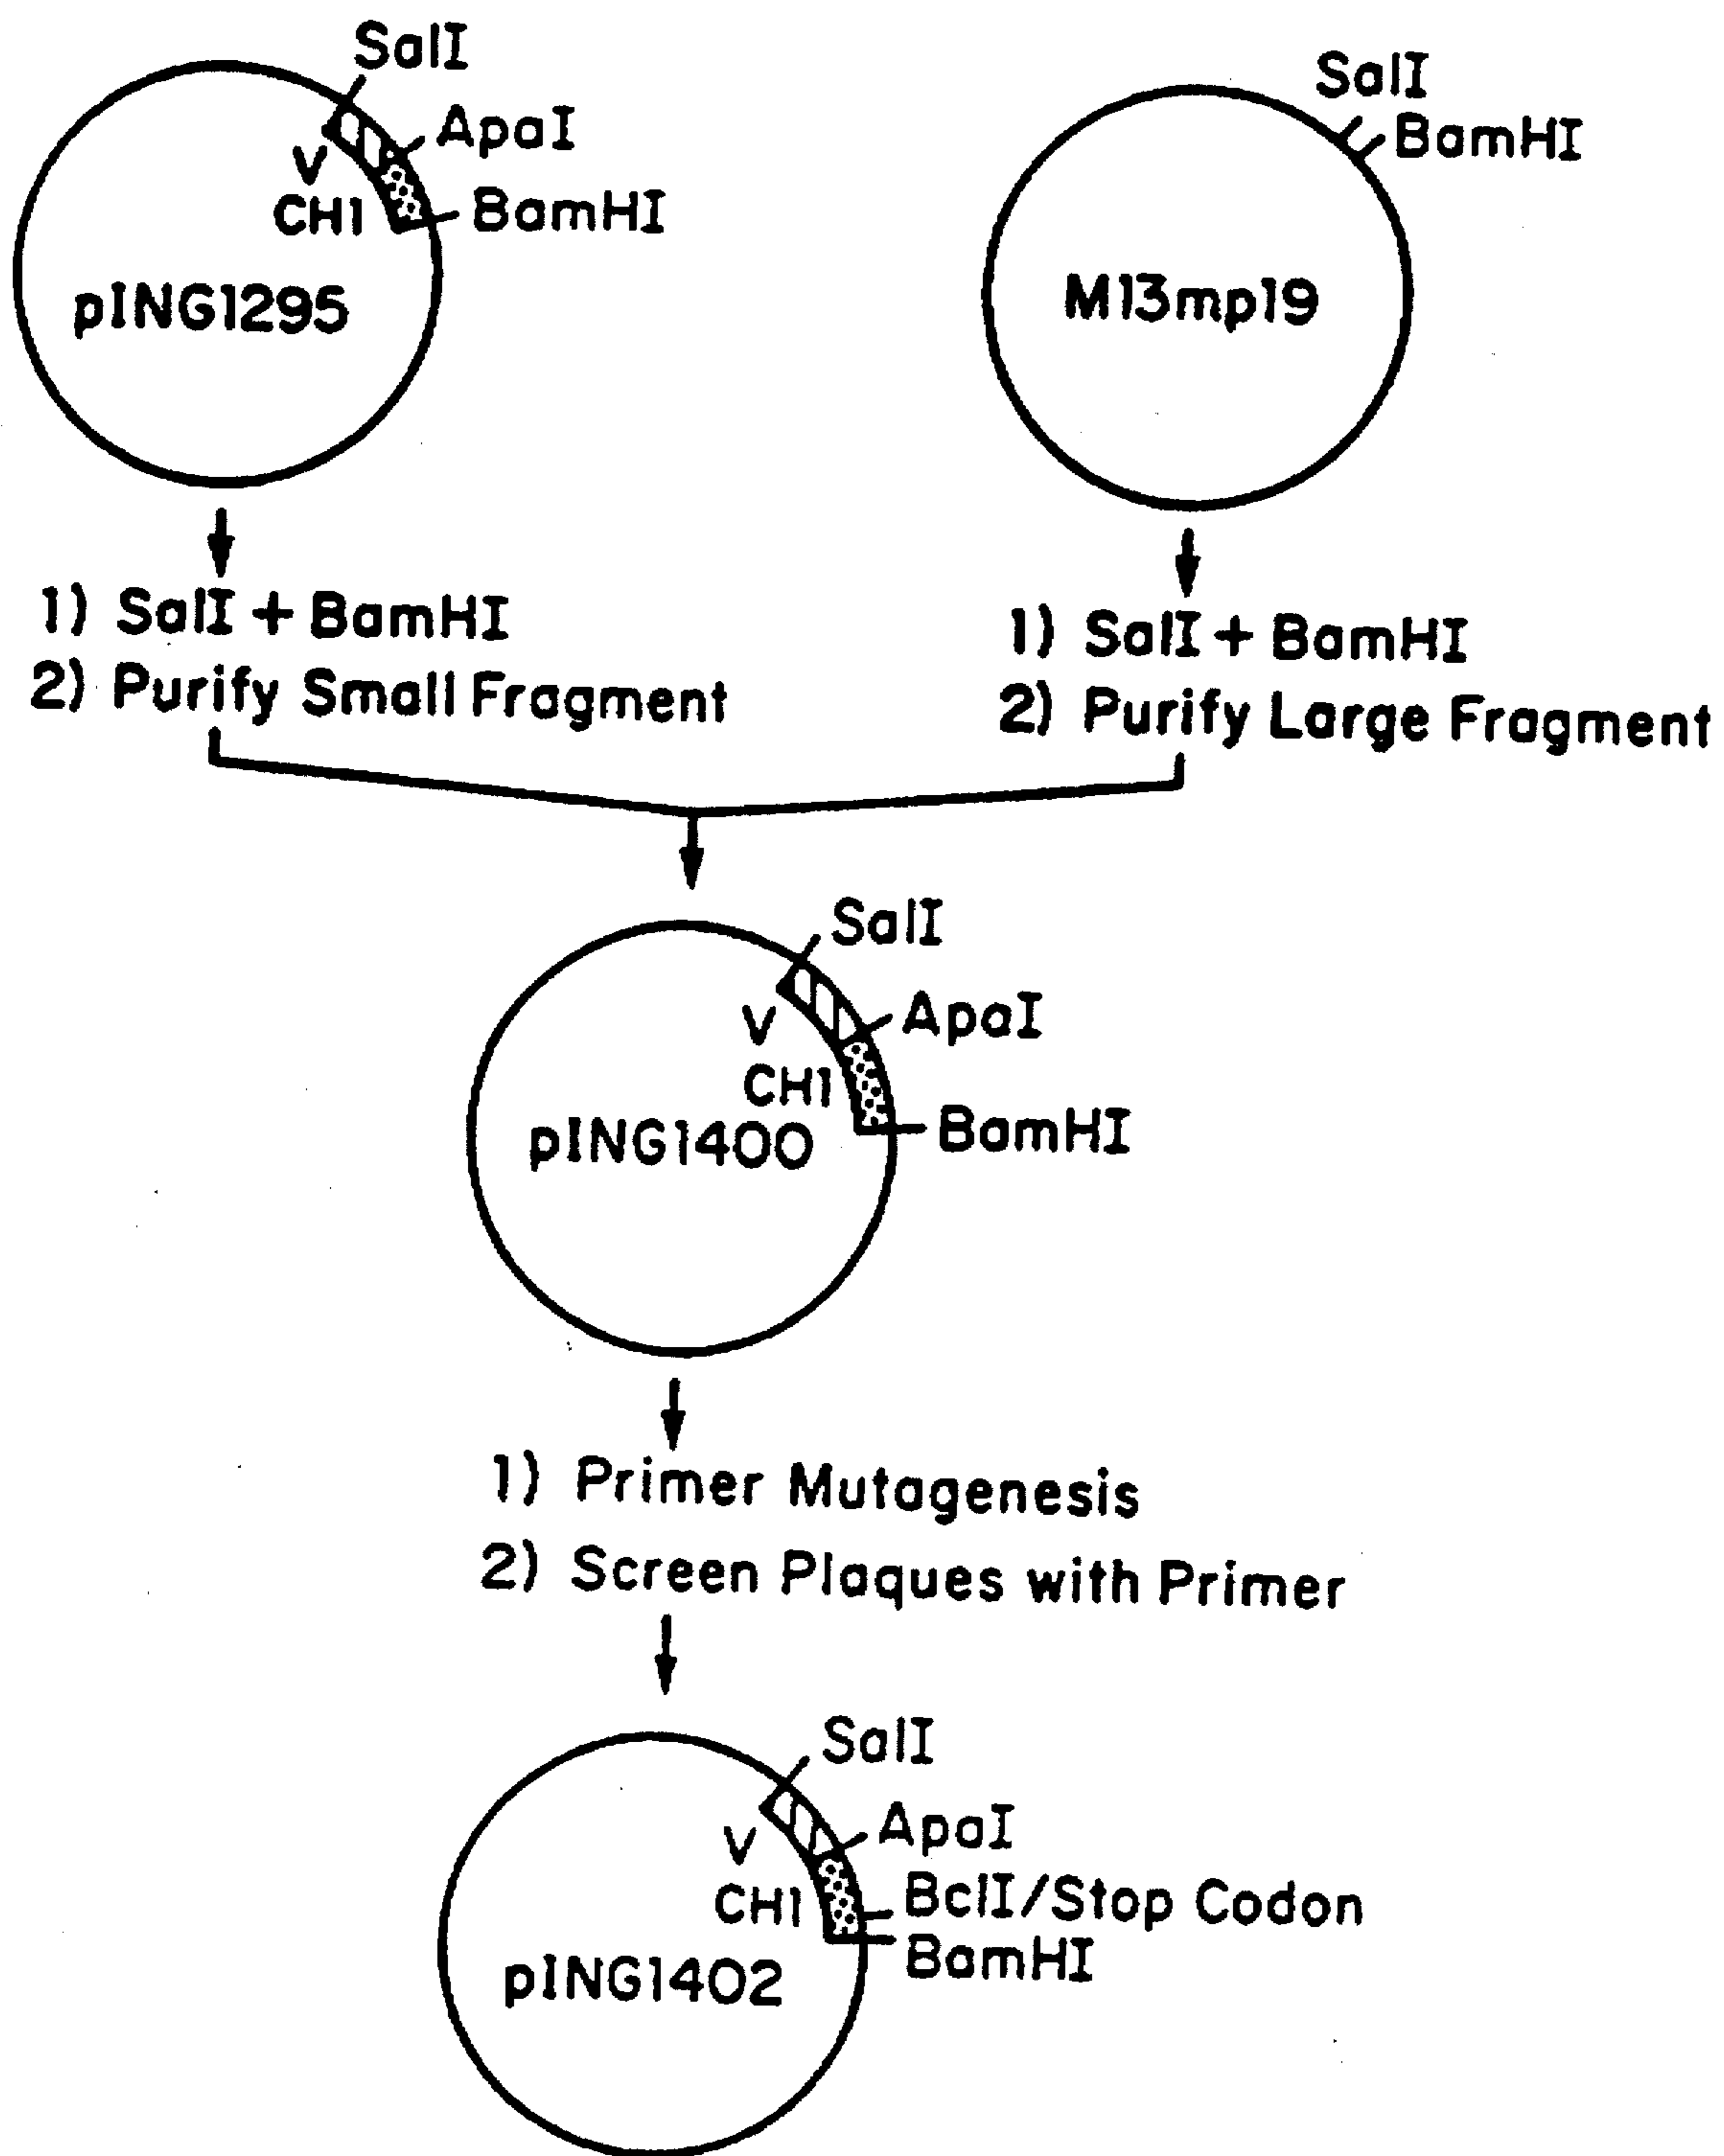 SalI
ApaI
V
CH1
BamHI
pING1295
SalI
BamHI
M13mp19
1) SalI + BamHI
2) Purify Small Fragment
1) SalI + BamHI
2) Purify Large Fragment
SalI
ApaI
V
CH1
BamHI
pING1400
1) Primer Mutagenesis
2) Screen Plaques with Primer
SalI
ApaI
V
BclI/Stop Codon
CH1
BamHI
pING1402